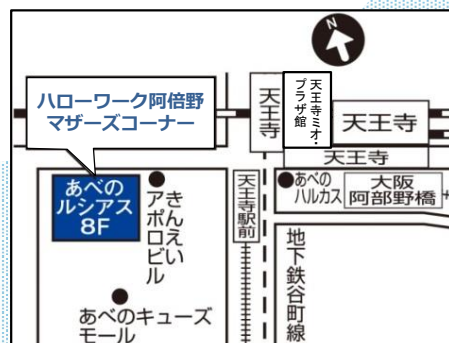 N
ハローワーク阿倍野
マザーズコーナー
天王寺
天王寺ミオ・
プラザ館
天王寺
天王寺
あべの
ルシアス
8F
きんえい
アポロビル
天王寺駅前
あべの
ハルカス
大阪
阿部野橋
地下鉄谷町線
あべのキューズ
モール